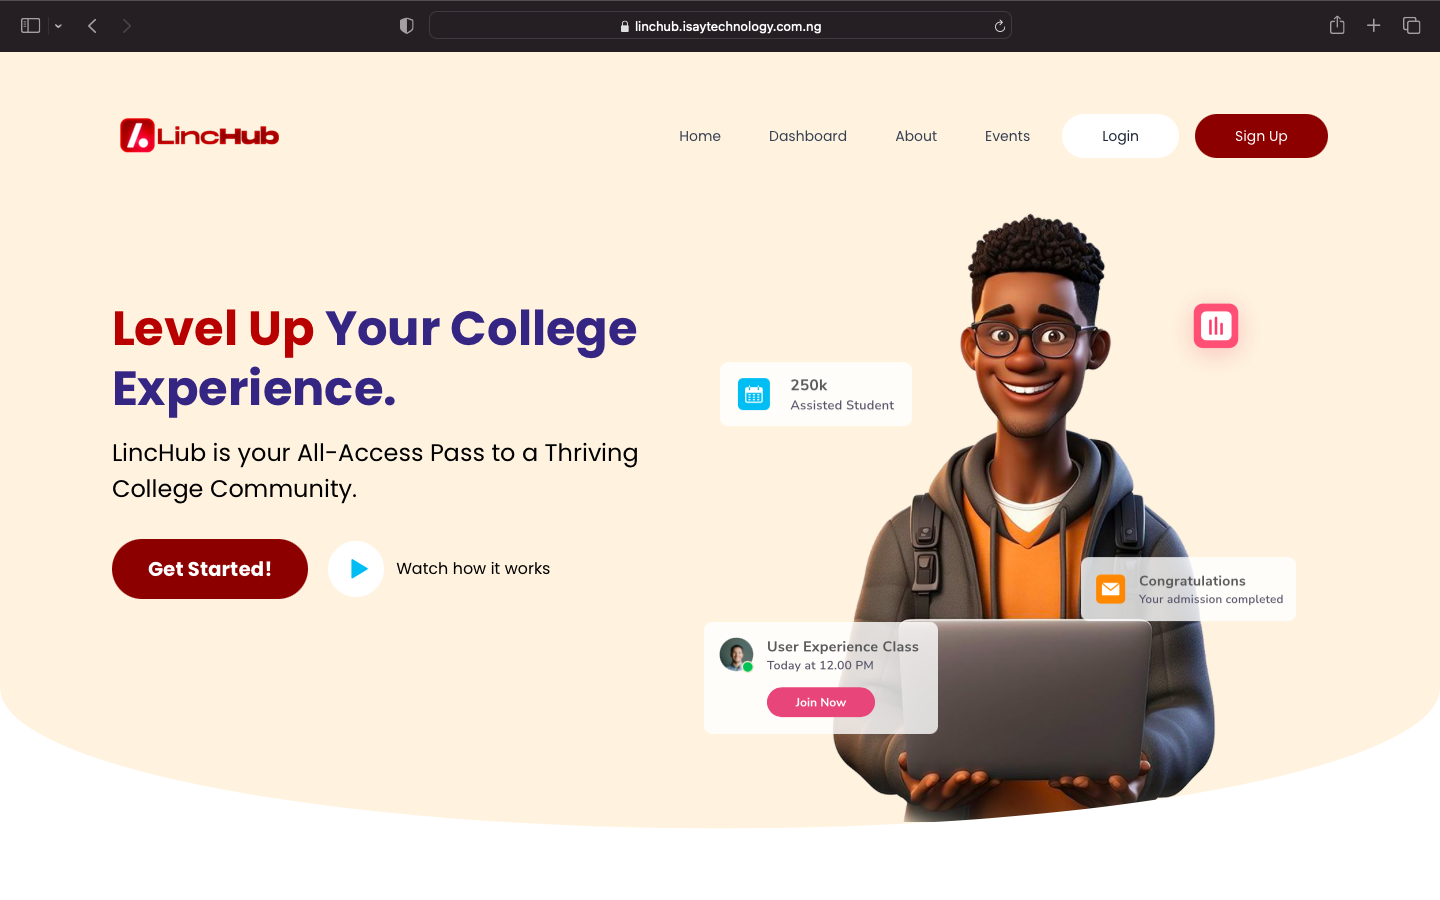 linchub.isaytechnology.com.ng
LincHub
Home
Dashboard
About
Events
Login
Sign Up
Level Up Your College
Experience.
LincHub is your All-Access Pass to a Thriving
College Community.
Get Started!
Watch how it works
250k
Assisted Student
Congratulations
Your admission completed
User Experience Class
Today at 12.00 PM
Join Now